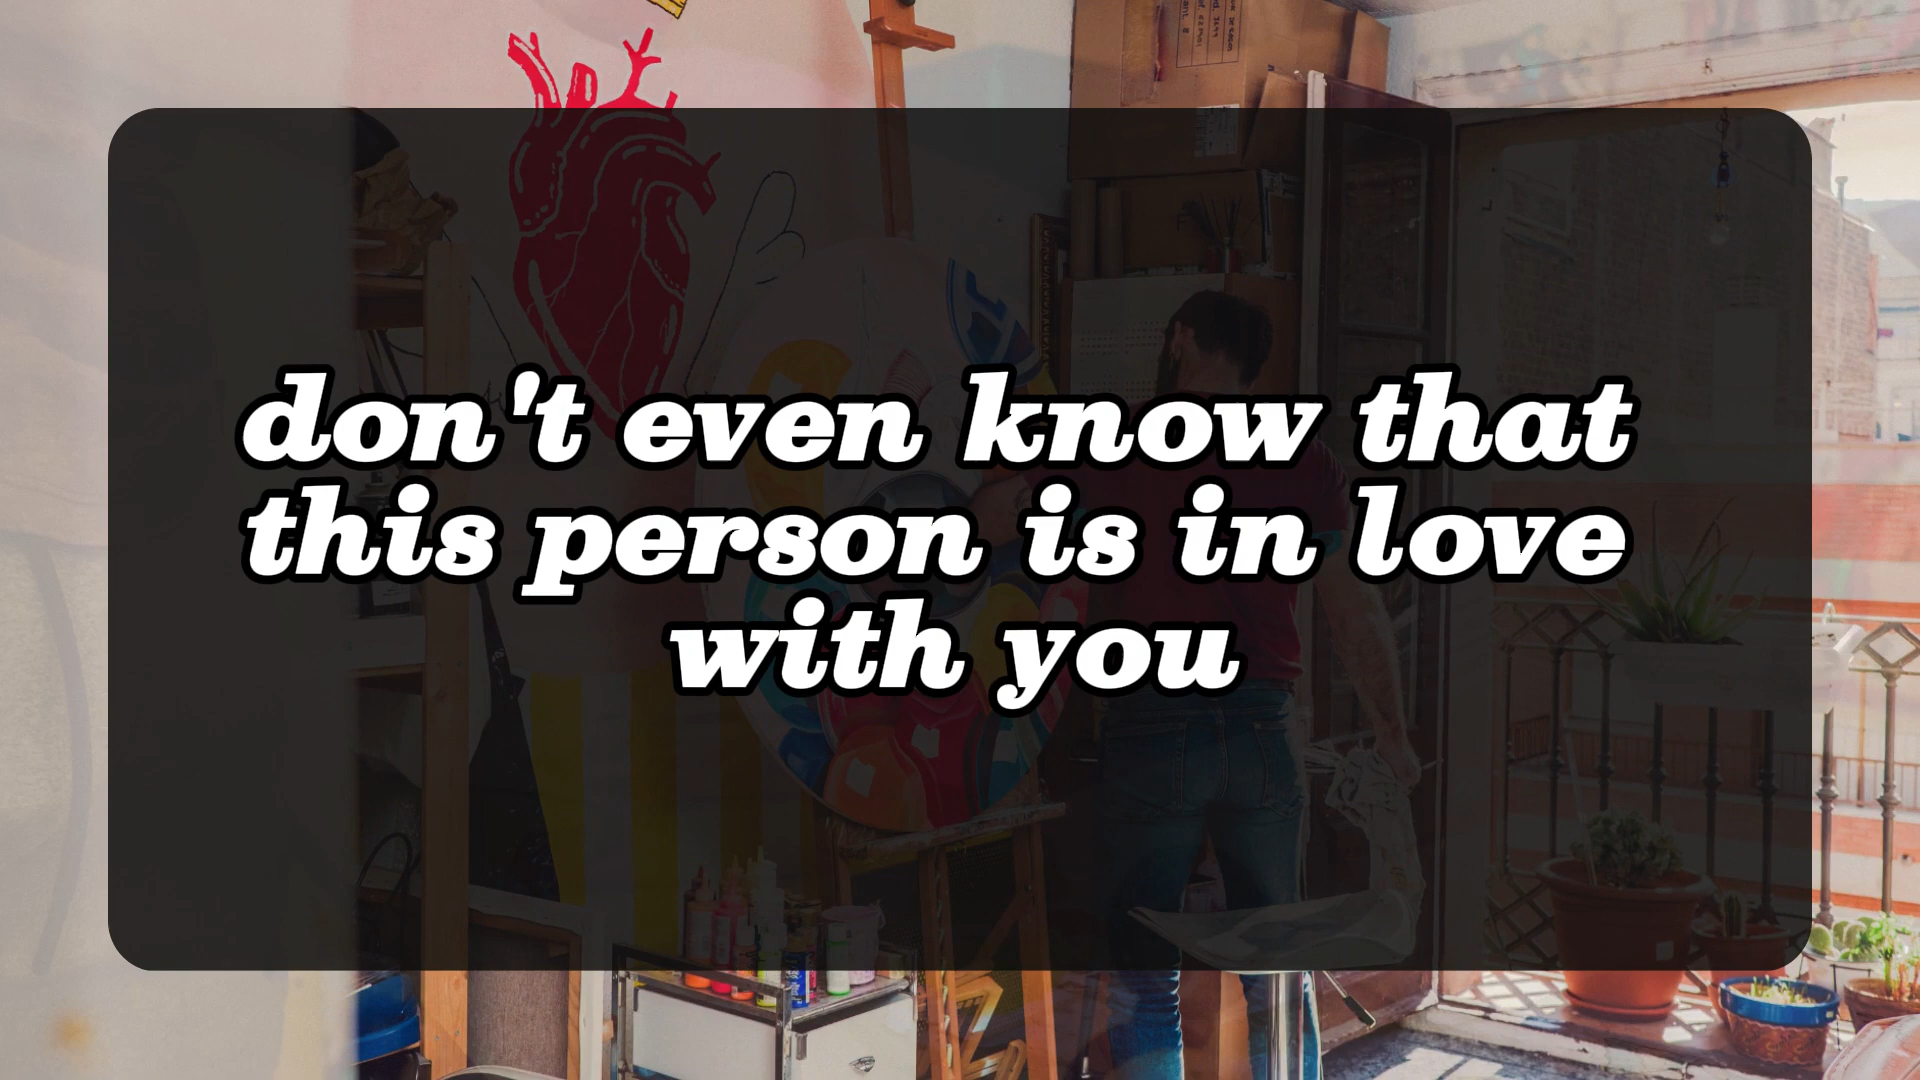 don't even know that
this person is in love
with you